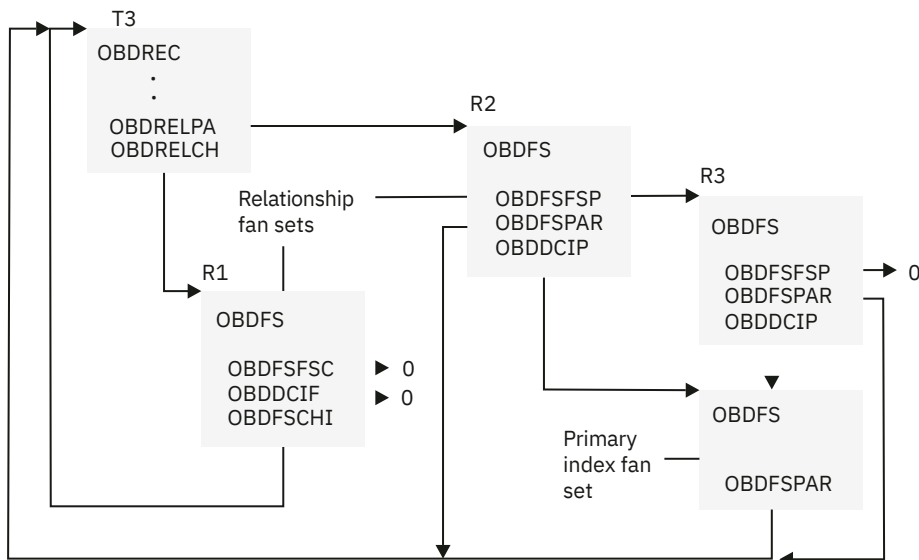 T3
OBDREC
.
.
OBDRELPA
OBDRELCH
R2
OBDFS
OBDFSFSP
OBDFSPAR
OBDDCIP
Relationship
fan sets
R3
OBDFS
OBDFSFSP
OBDFSPAR
OBDDCIP
0
R1
OBDFS
OBDFSFSC
OBDDCIF
OBDFSCHI
0
0
Primary
index fan
set
OBDFS
OBDFSPAR